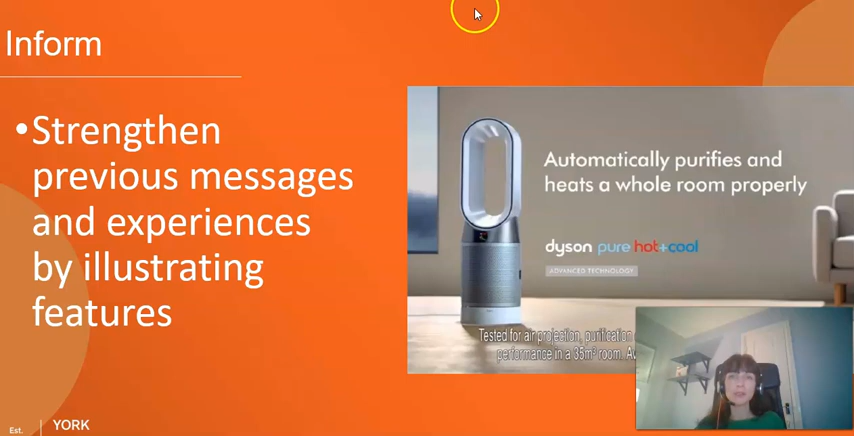 Inform
•Strengthen
previous messages
and experiences
by illustrating
features
Automatically purifies and
heats a whole room properly
dyson pure hot+cool
ADVANCED TECHNOLOGY
Tested for air projection, purification
performance in a 35m² room.
Est.
YORK